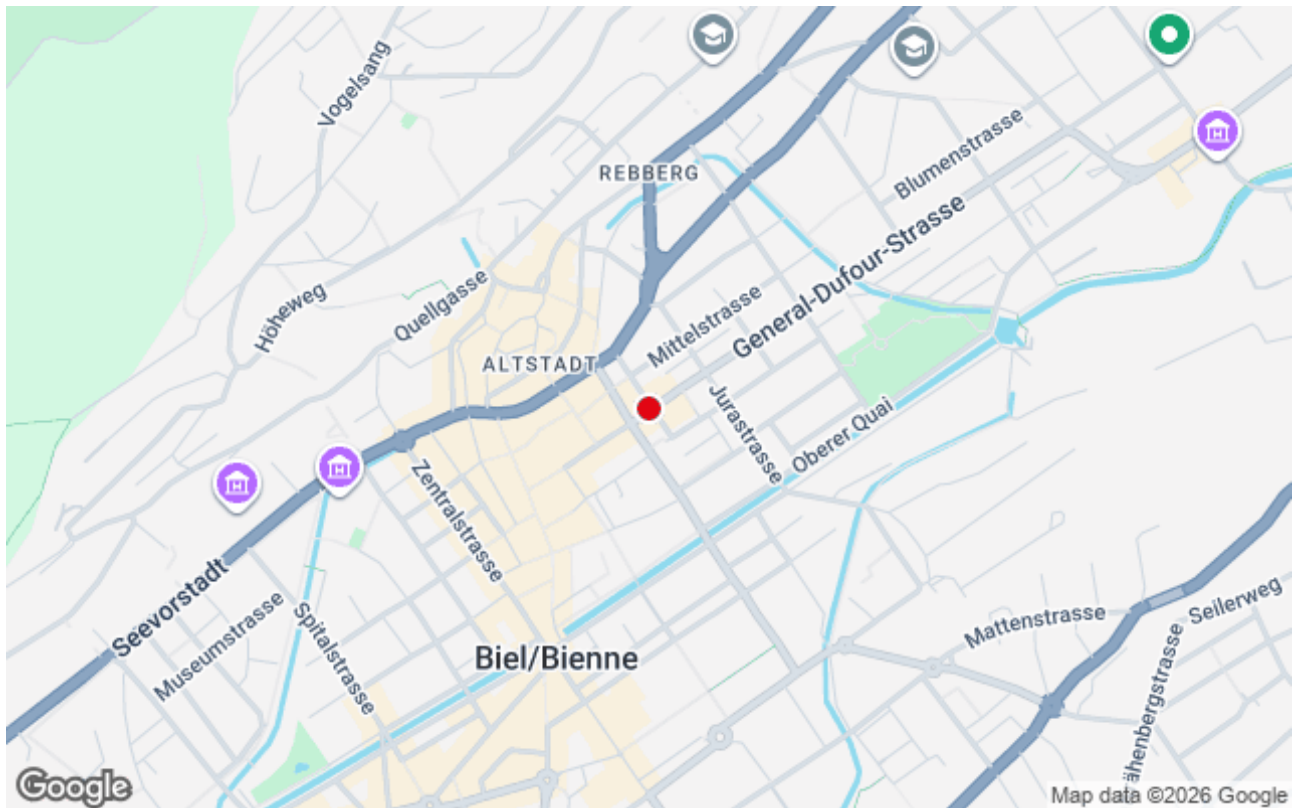 Vogelsang
REBBERG
Blumenstrasse
General-Dufour-Strasse
Höheweg
Quellgasse
Mittelstrasse
ALTSTADT
Jurastrasse
Oberer Quai
Zentralstrasse
Seevorstadt
Museumstrasse
Spitalstrasse
Biel/Bienne
Mattenstrasse
Seilerweg
ähenbergstrasse
Google
Map data ©2026 Google